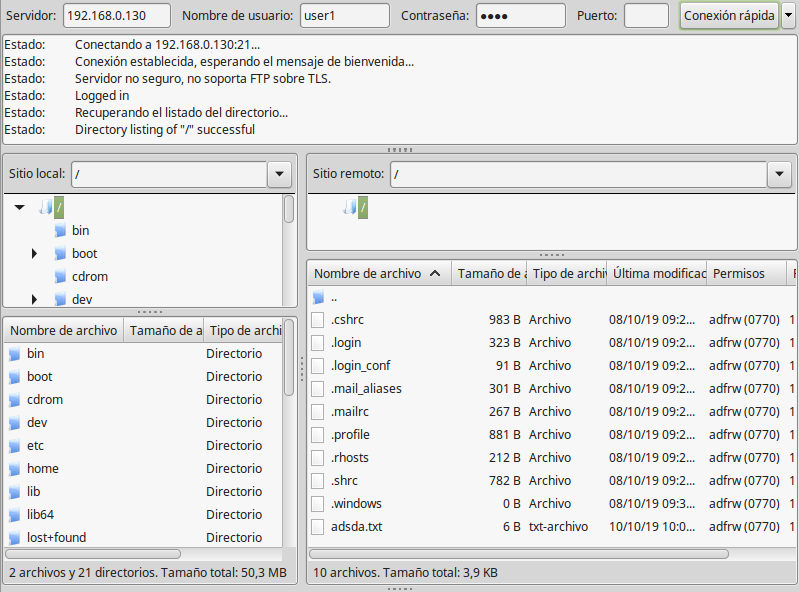 Servidor: 192.168.0.130 Nombre de usuario: user1 Contraseña: ●●●● Puerto: Conexión rápida
Estado: Conectando a 192.168.0.130:21...
Estado: Conexión establecida, esperando el mensaje de bienvenida...
Estado: Servidor no seguro, no soporta FTP sobre TLS.
Estado: Logged in
Estado: Recuperando el listado del directorio...
Estado: Directory listing of "/" successful
Sitio local: /
/
bin
boot
cdrom
dev
Nombre de archivo Tamaño de a Tipo de archi
bin Directorio
boot Directorio
cdrom Directorio
dev Directorio
etc Directorio
home Directorio
lib Directorio
lib64 Directorio
lost+found Directorio
2 archivos y 21 directorios. Tamaño total: 50,3 MB
Sitio remoto: /
/
Nombre de archivo Tamaño de a Tipo de archiv Última modificac Permisos
..
.cshrc 983 B Archivo 08/10/19 09:2... adfrw (0770) 1
.login 323 B Archivo 08/10/19 09:2... adfrw (0770) 1
.login_conf 91 B Archivo 08/10/19 09:2... adfrw (0770) 1
.mail_aliases 301 B Archivo 08/10/19 09:2... adfrw (0770) 1
.mailrc 267 B Archivo 08/10/19 09:2... adfrw (0770) 1
.profile 881 B Archivo 08/10/19 09:2... adfrw (0770) 1
.rhosts 212 B Archivo 08/10/19 09:2... adfrw (0770) 1
.shrc 782 B Archivo 08/10/19 09:2... adfrw (0770) 1
.windows 0 B Archivo 08/10/19 09:3... adfrw (0770) 1
adsda.txt 6 B txt-archivo 10/10/19 10:0... adfrw (0770) 1
10 archivos. Tamaño total: 3,9 KB